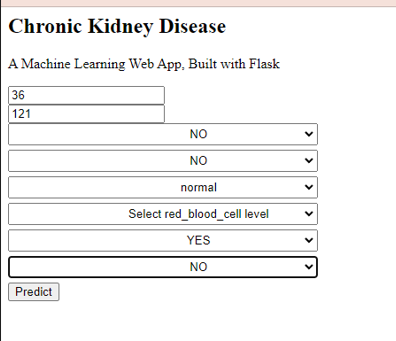 Chronic Kidney Disease
A Machine Learning Web App, Built with Flask
36
121
NO
NO
normal
Select red_blood_cell level
YES
NO
Predict